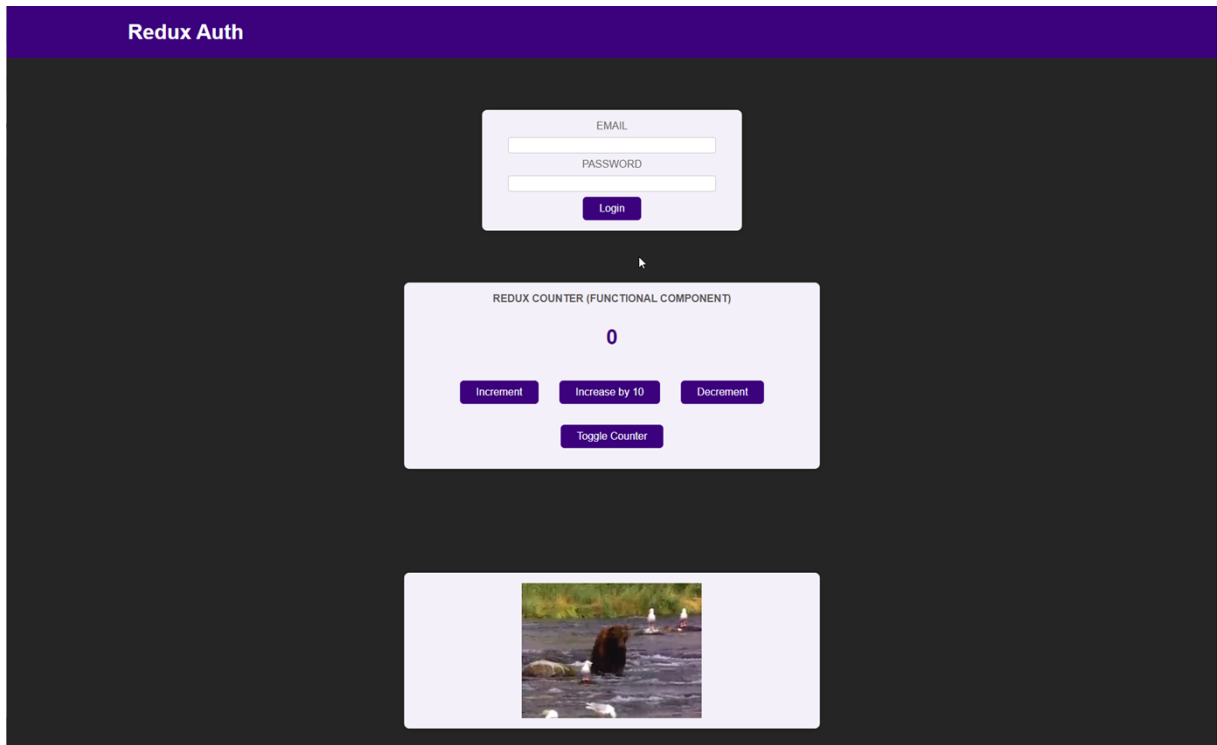 Redux Auth
EMAIL
PASSWORD
Login
REDUX COUNTER (FUNCTIONAL COMPONENT)
0
Increment Increase by 10 Decrement
Toggle Counter